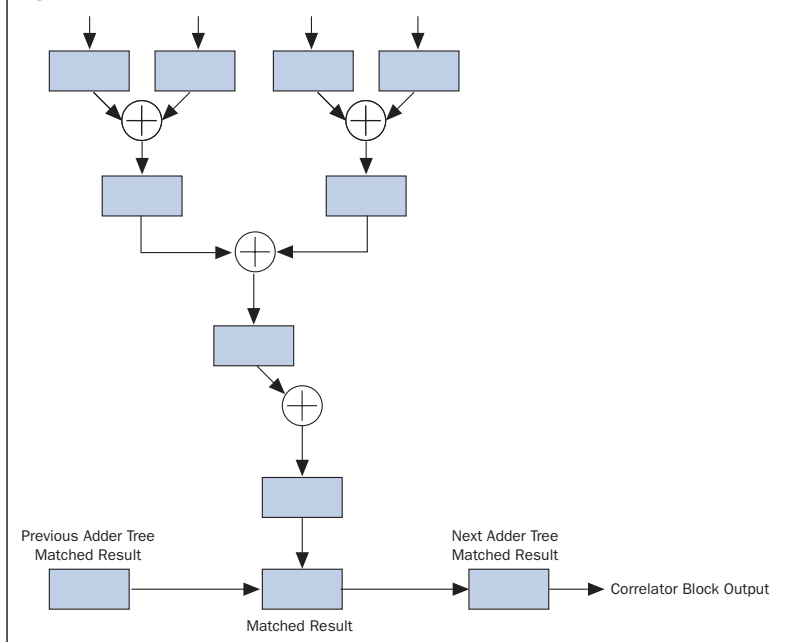 Previous Adder Tree
Matched Result
Next Adder Tree
Matched Result
Correlator Block Output
Matched Result